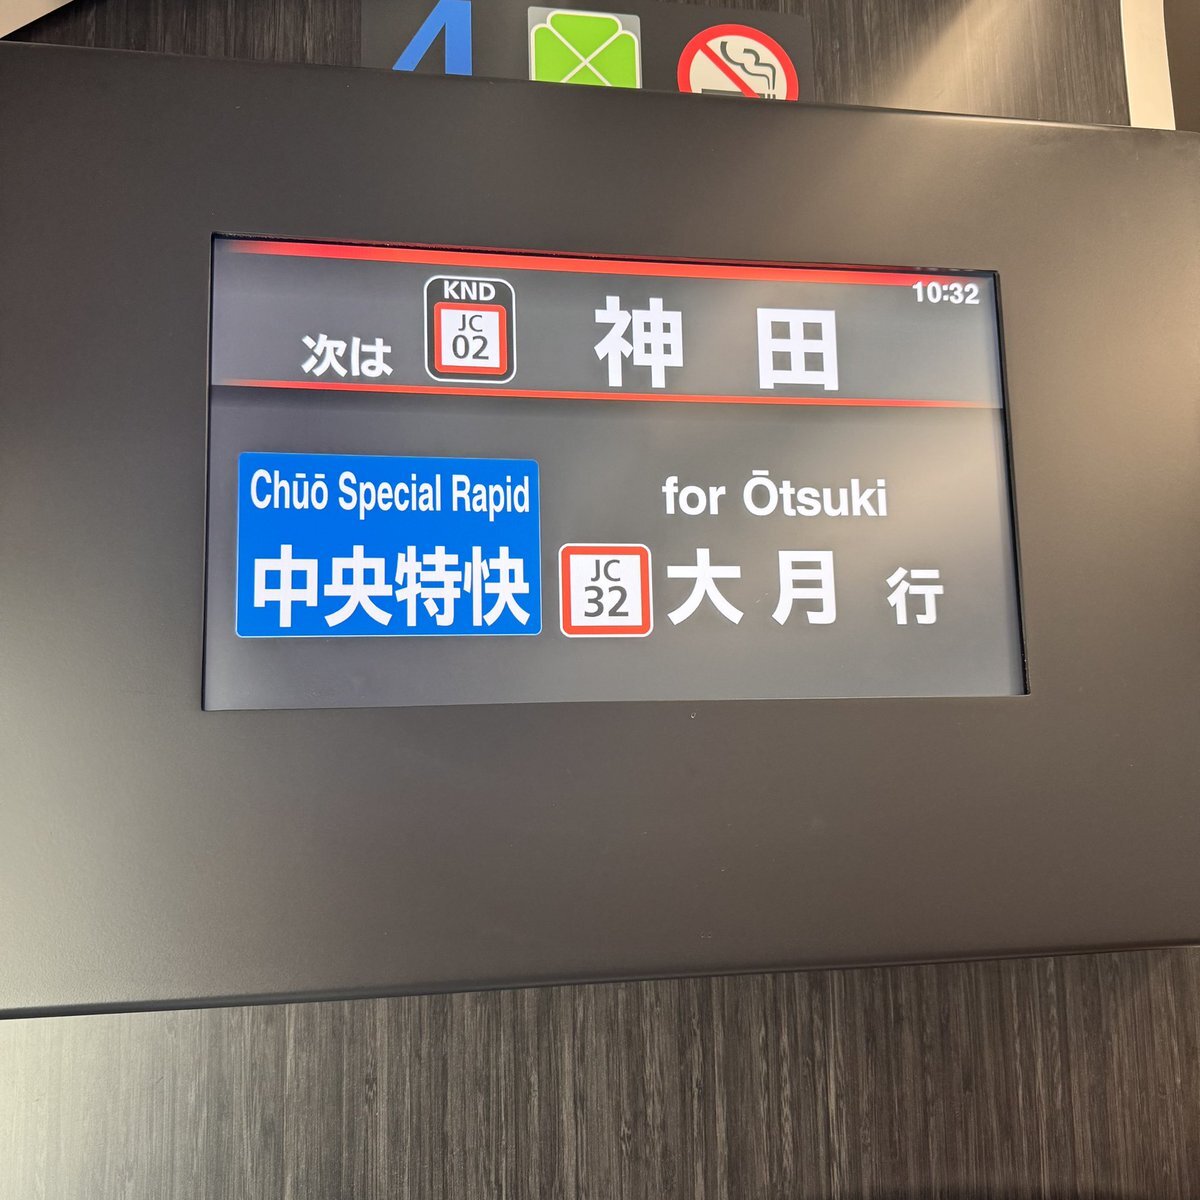 4
10:32
KND
JC
02
次は 神田
Chūō Special Rapid
中央特快
for Ōtsuki
JC
32
大月 行